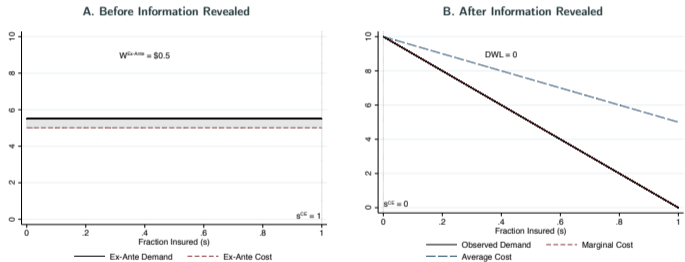 A. Before Information Revealed
10
8
6
4
2
0
W^Ex-Ante = $0.5
s^CE = 1
0 .2 .4 .6 .8 1
Fraction Insured (s)
Ex-Ante Demand Ex-Ante Cost
B. After Information Revealed
10
8
6
4
2
0
DWL = 0
s^CE = 0
0 .2 .4 .6 .8 1
Fraction Insured (s)
Observed Demand Marginal Cost
Average Cost